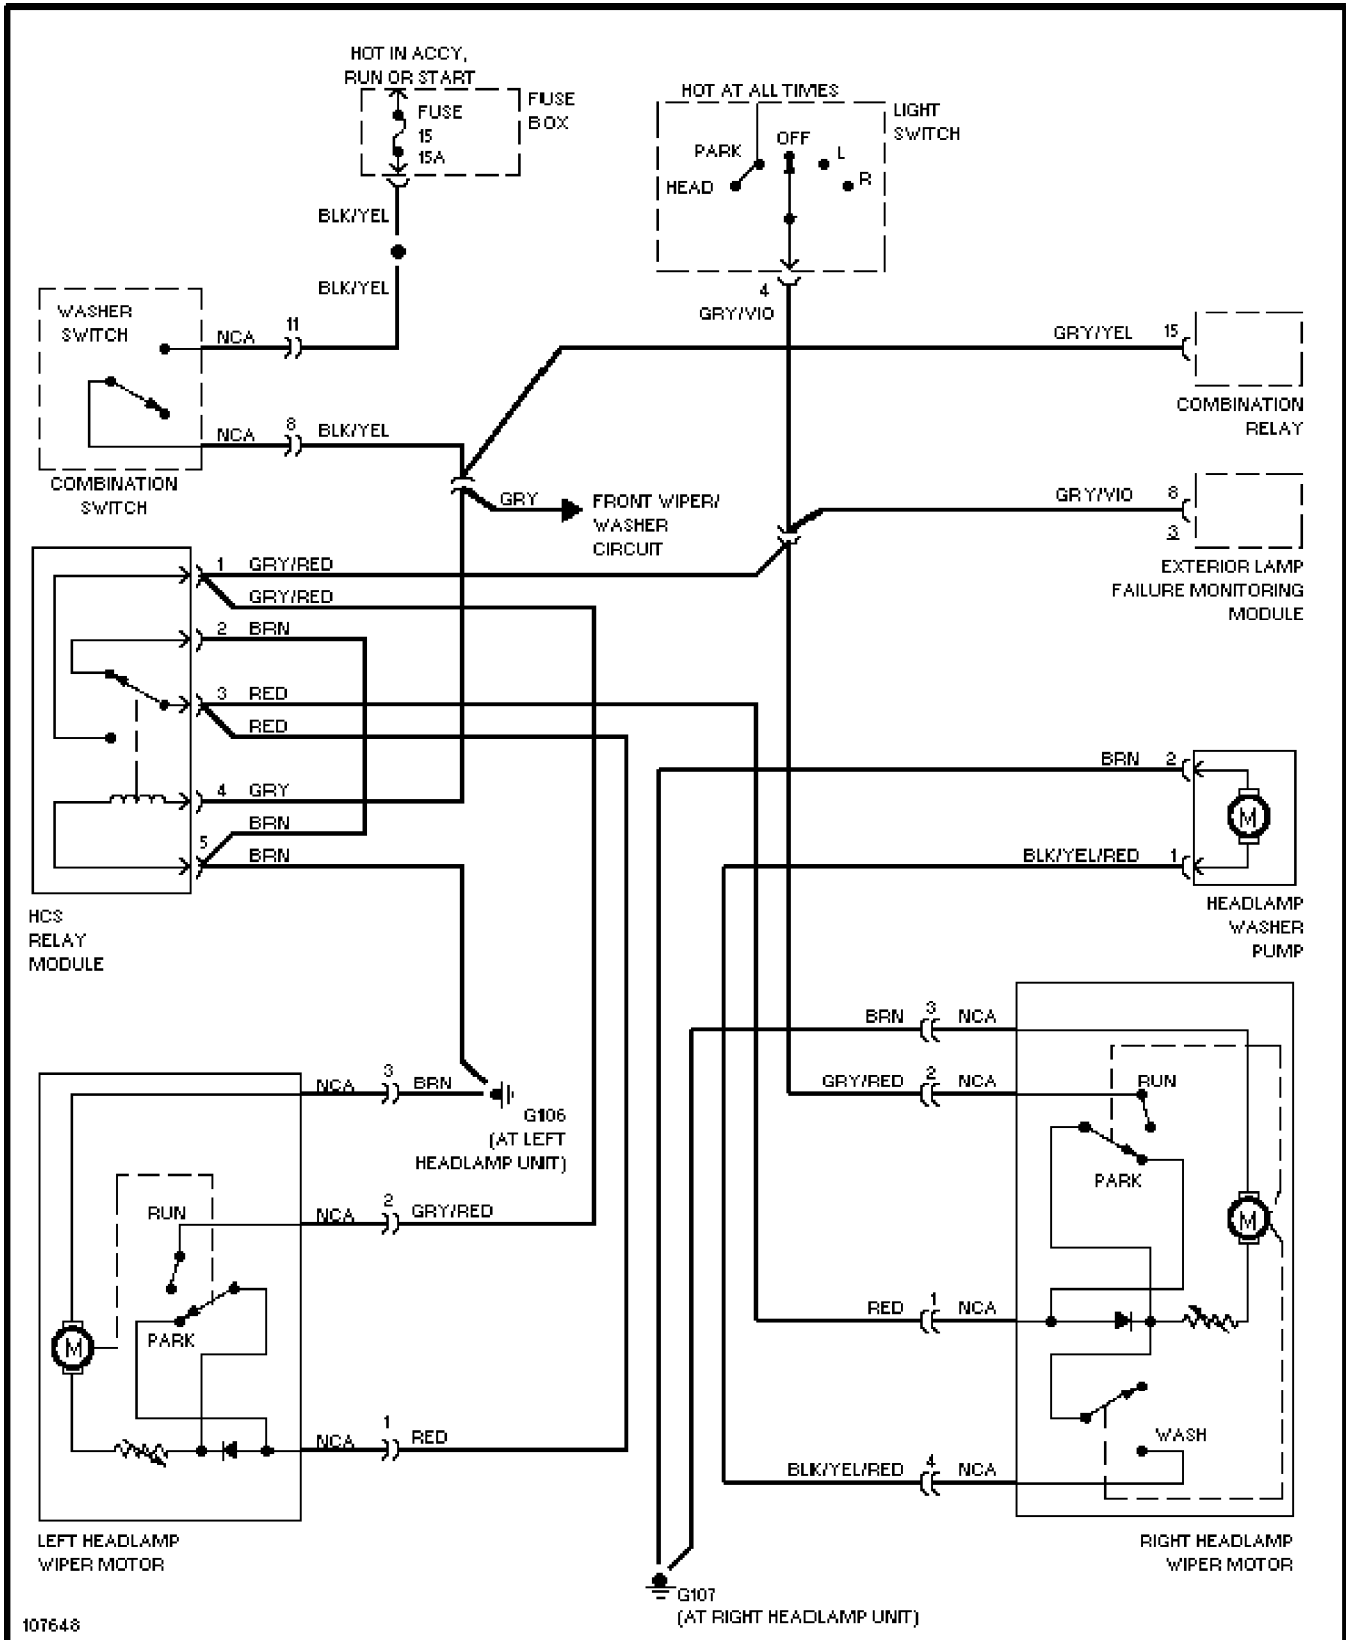 HOT IN ACCY,
RUN OR START
FUSE
15
15A
FUSE
BOX
HOT AT ALL TIMES
LIGHT
SWITCH
OFF
PARK
HEAD
L
R
BLK/YEL
BLK/YEL
4
GRY/VIO
WASHER
SWITCH
NCA
11
NCA
8
BLK/YEL
COMBINATION
SWITCH
GRY/YEL
15
COMBINATION
RELAY
GRY
FRONT WIPER/
WASHER
CIRCUIT
GRY/VIO
8
3
EXTERIOR LAMP
FAILURE MONITORING
MODULE
1
GRY/RED
GRY/RED
2
BRN
3
RED
RED
4
GRY
BRN
5
BRN
HCS
RELAY
MODULE
BRN
2
M
BLK/YEL/RED
1
HEADLAMP
WASHER
PUMP
NCA
3
BRN
G106
(AT LEFT
HEADLAMP UNIT)
RUN
NCA
2
GRY/RED
M
PARK
NCA
1
RED
LEFT HEADLAMP
WIPER MOTOR
BRN
3
NCA
GRY/RED
2
NCA
RUN
PARK
M
RED
1
NCA
WASH
BLK/YEL/RED
4
NCA
RIGHT HEADLAMP
WIPER MOTOR
G107
(AT RIGHT HEADLAMP UNIT)
107648